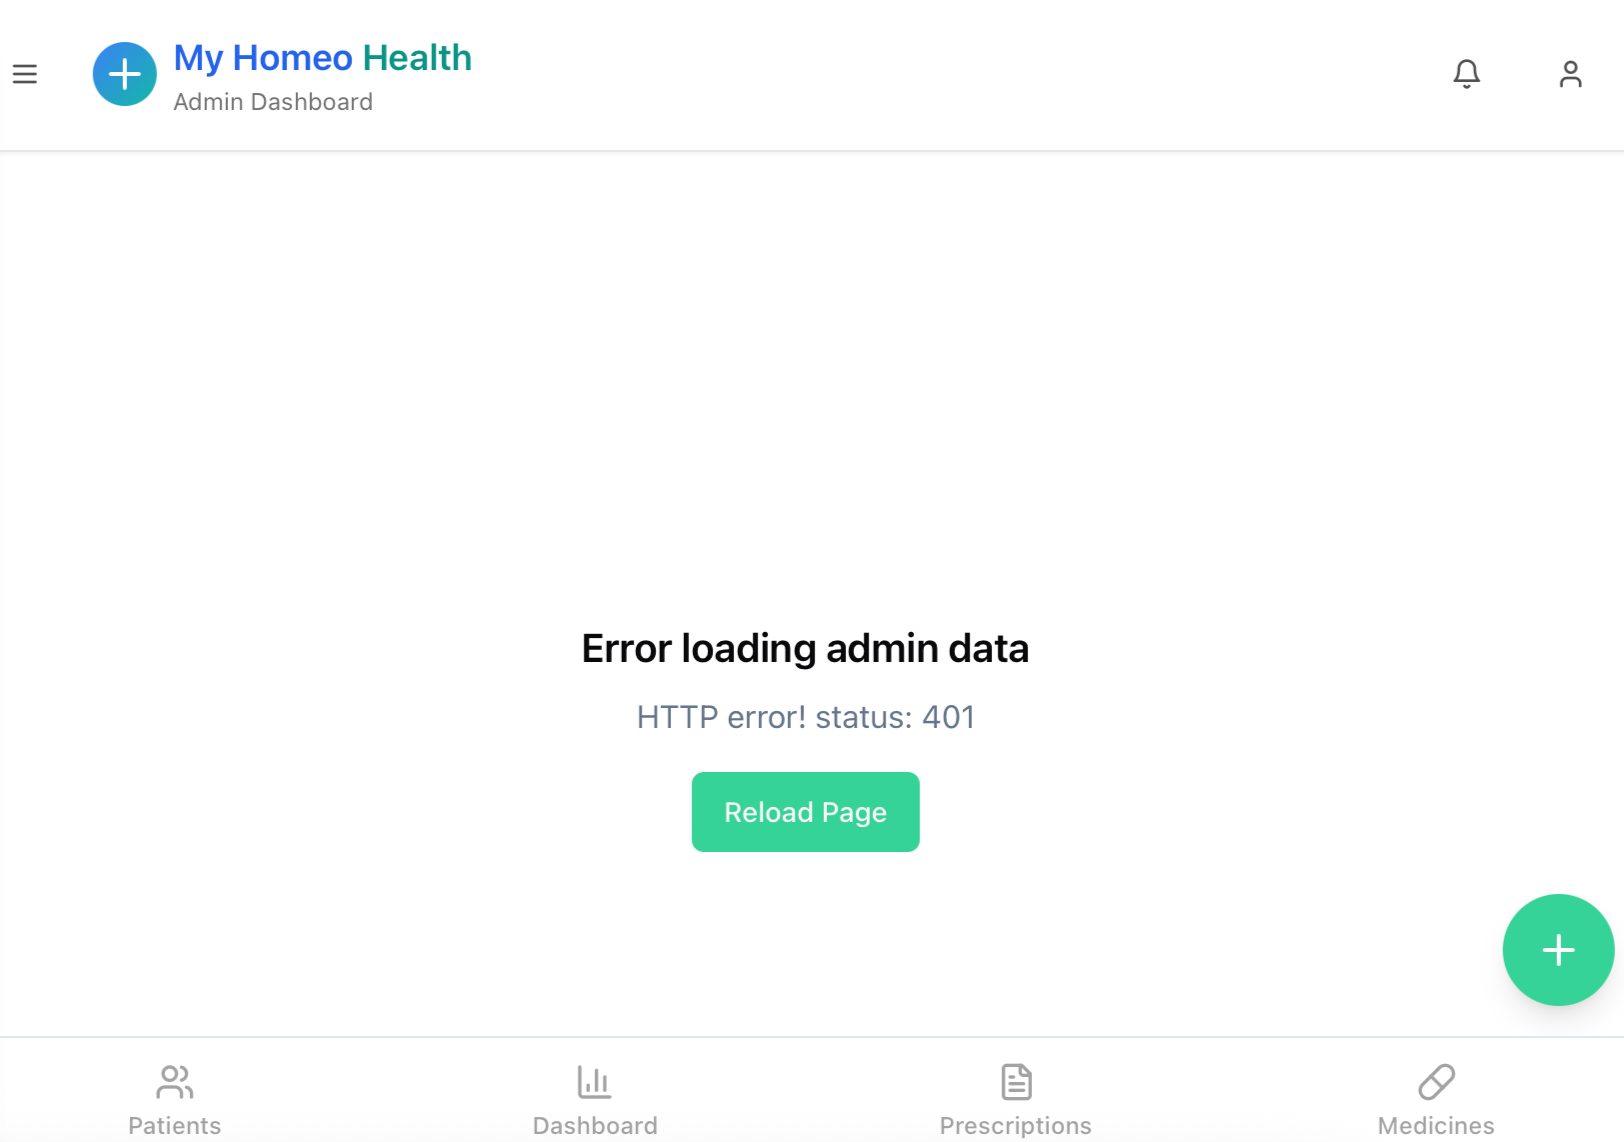 My Homeo Health
Admin Dashboard
Error loading admin data
HTTP error! status: 401
Reload Page
Patients
Dashboard
Prescriptions
Medicines